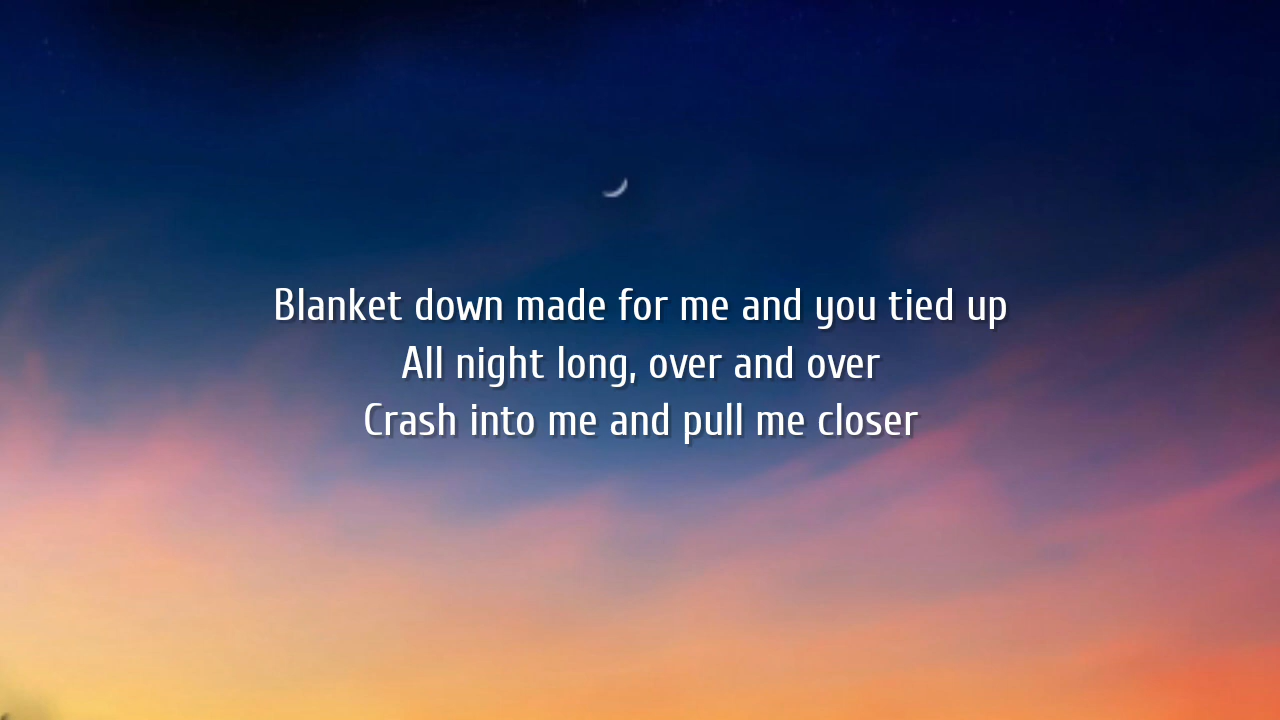 Blanket down made for me and you tied up
All night long, over and over
Crash into me and pull me closer